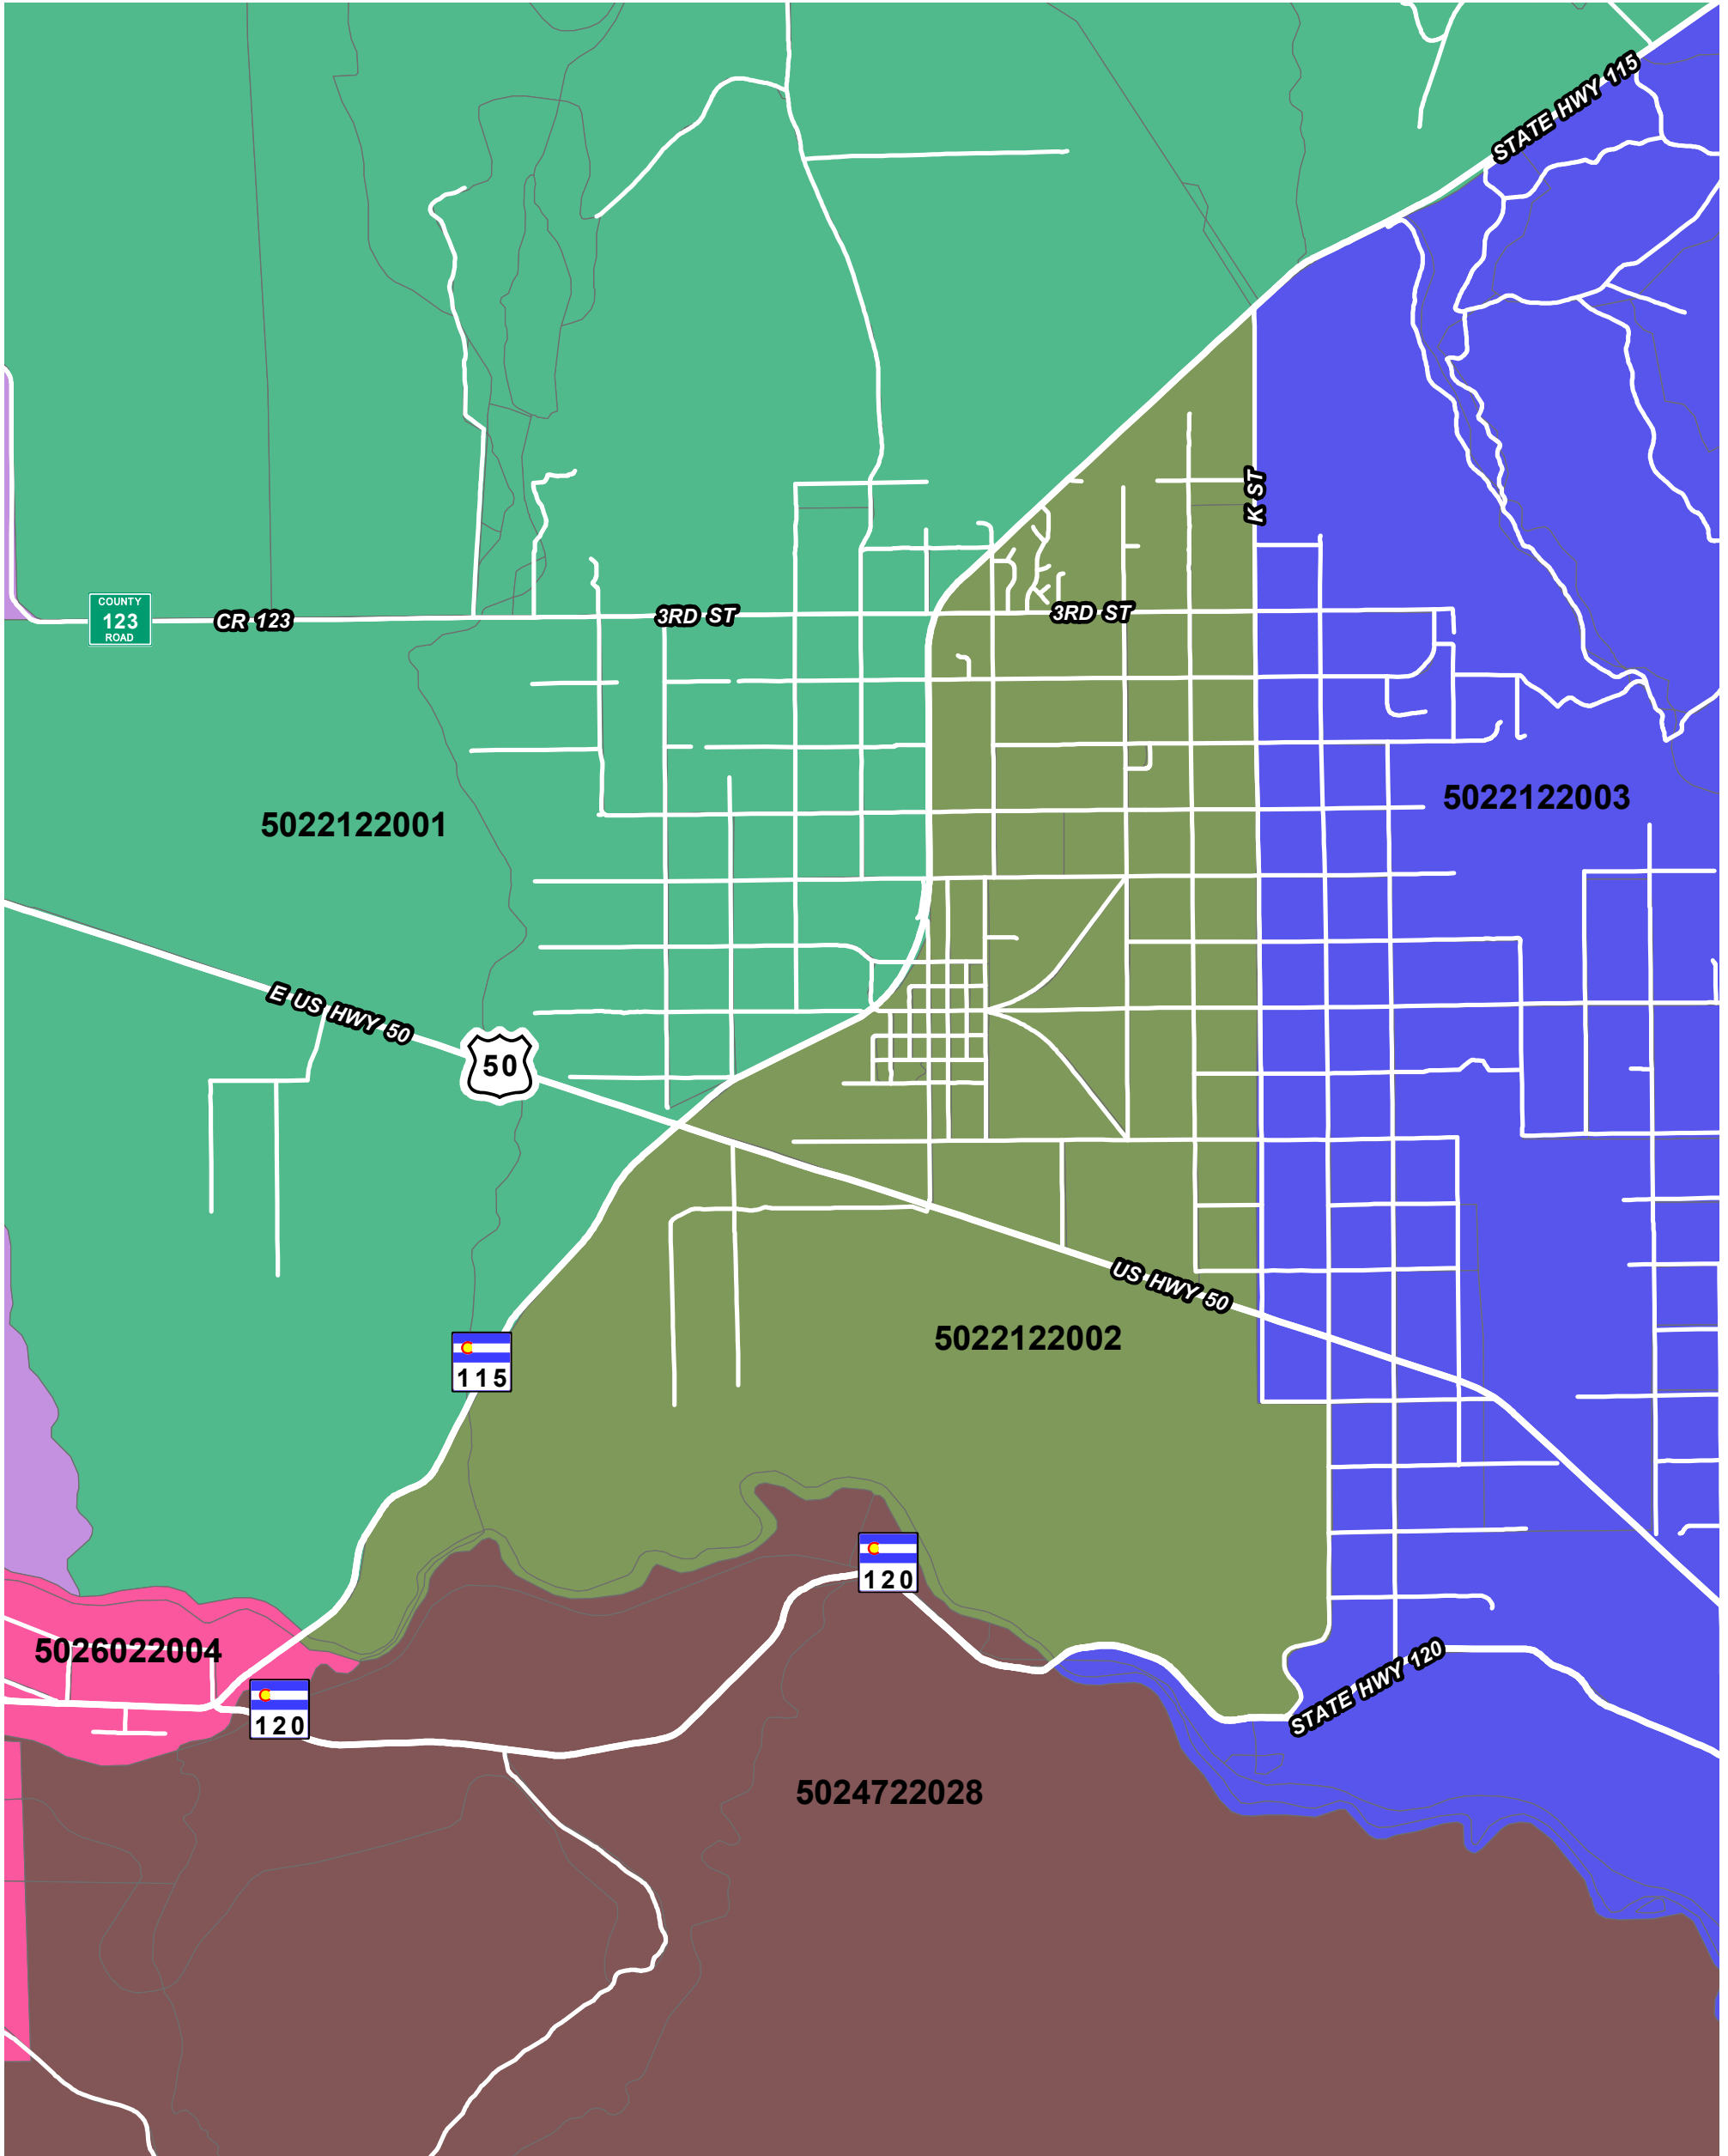 STATE HWY 115
K ST
COUNTY
123
ROAD
CR 123
3RD ST
3RD ST
5022122003
5022122001
E US HWY 50
50
US HWY 50
5022122002
115
120
5026022004
STATE HWY 120
120
5024722028